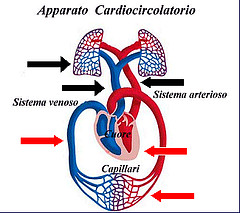 Apparato Cardiocircolatorio
Sistema venoso
Sistema arterioso
Cuore
Capillari